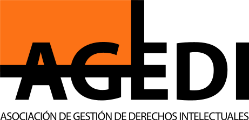 AGEDI
ASOCIACIÓN DE GESTIÓN DE DERECHOS INTELECTUALES